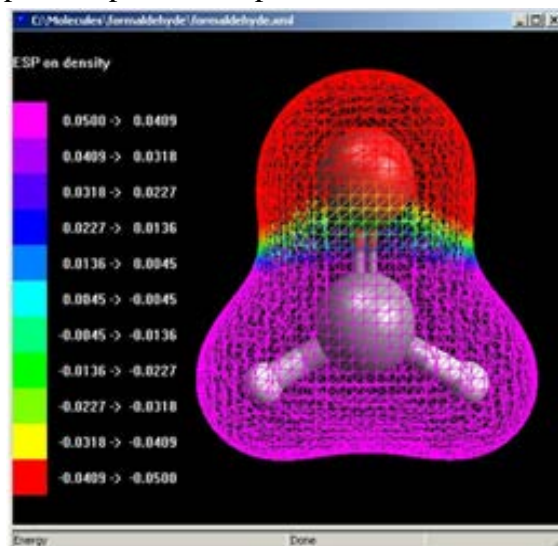 C:\Molecules\formaldehyde\formaldehyde.xml
ESP on density
0.0500 -> 0.0409
0.0409 -> 0.0318
0.0318 -> 0.0227
0.0227 -> 0.0136
0.0136 -> 0.0045
0.0045 -> -0.0045
-0.0045 -> -0.0136
-0.0136 -> -0.0227
-0.0227 -> -0.0318
-0.0318 -> -0.0409
-0.0409 -> -0.0500
Energy
Done